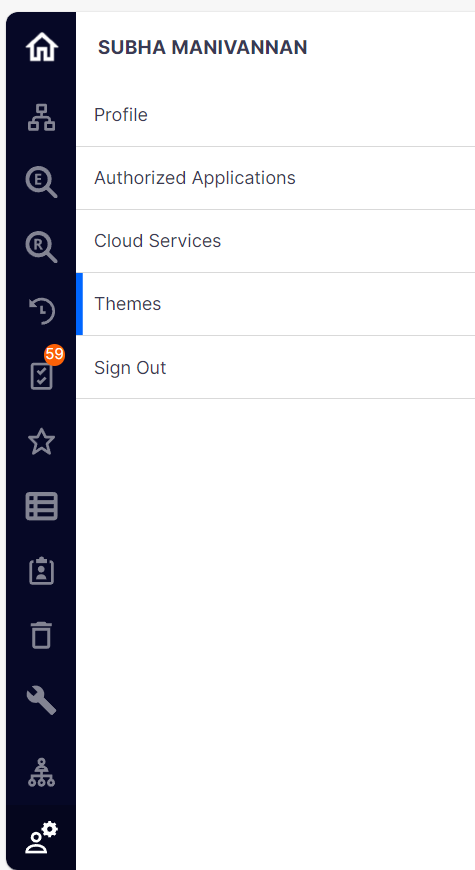 SUBHA MANIVANNAN
Profile
E
Authorized Applications
R
Cloud Services
Themes
59
Sign Out